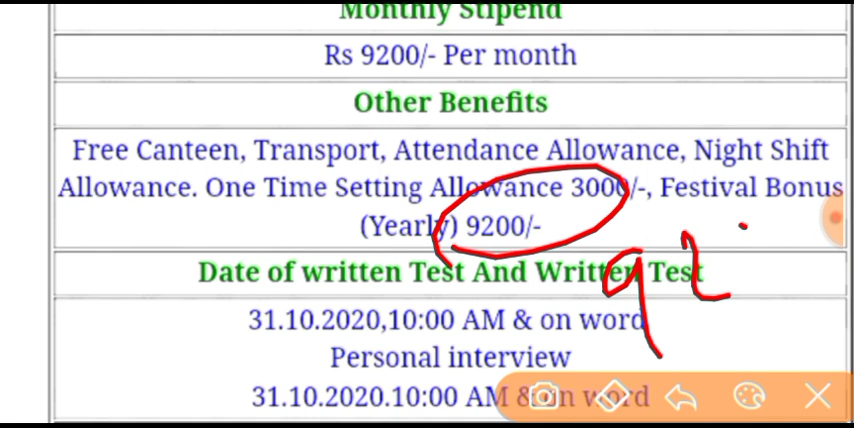 Monthly Stipend
Rs 9200/- Per month
Other Benefits
Free Canteen, Transport, Attendance Allowance, Night Shift
Allowance. One Time Setting Allowance 3000/-, Festival Bonus
(Yearly) 9200/-
92
Date of written Test And Written Test
31.10.2020,10:00 AM & on word
Personal interview
31.10.2020.10:00 AM & on word